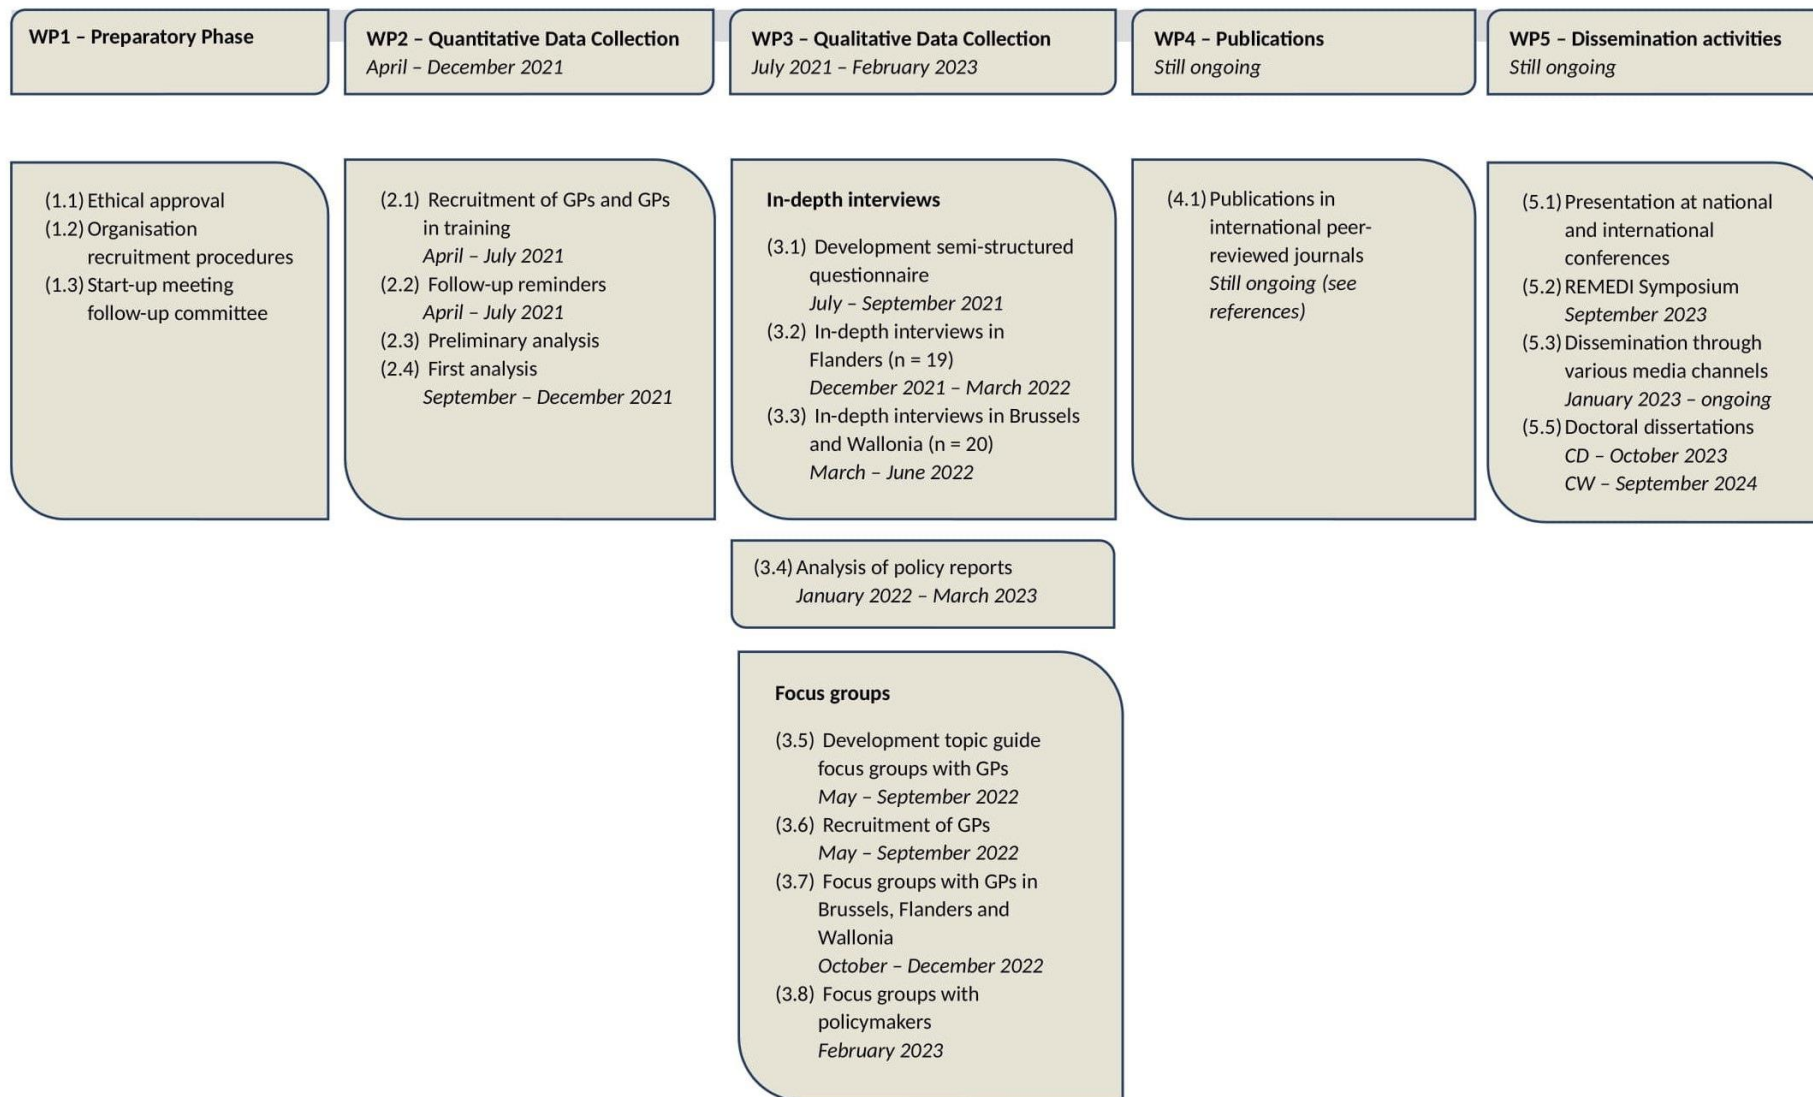 WP1 – Preparatory Phase
WP2 – Quantitative Data Collection
April – December 2021
WP3 – Qualitative Data Collection
July 2021 – February 2023
WP4 – Publications
Still ongoing
WP5 – Dissemination activities
Still ongoing
(1.1) Ethical approval
(1.2) Organisation
recruitment procedures
(1.3) Start-up meeting
follow-up committee
(2.1) Recruitment of GPs and GPs
in training
April – July 2021
(2.2) Follow-up reminders
April – July 2021
(2.3) Preliminary analysis
(2.4) First analysis
September – December 2021
In-depth interviews
(3.1) Development semi-structured
questionnaire
July – September 2021
(3.2) In-depth interviews in
Flanders (n = 19)
December 2021 – March 2022
(3.3) In-depth interviews in Brussels
and Wallonia (n = 20)
March – June 2022
(3.4) Analysis of policy reports
January 2022 – March 2023
Focus groups
(3.5) Development topic guide
focus groups with GPs
May – September 2022
(3.6) Recruitment of GPs
May – September 2022
(3.7) Focus groups with GPs in
Brussels, Flanders and
Wallonia
October – December 2022
(3.8) Focus groups with
policymakers
February 2023
(4.1) Publications in
international peer-
reviewed journals
Still ongoing (see
references)
(5.1) Presentation at national
and international
conferences
(5.2) REMEDI Symposium
September 2023
(5.3) Dissemination through
various media channels
January 2023 – ongoing
(5.5) Doctoral dissertations
CD – October 2023
CW – September 2024